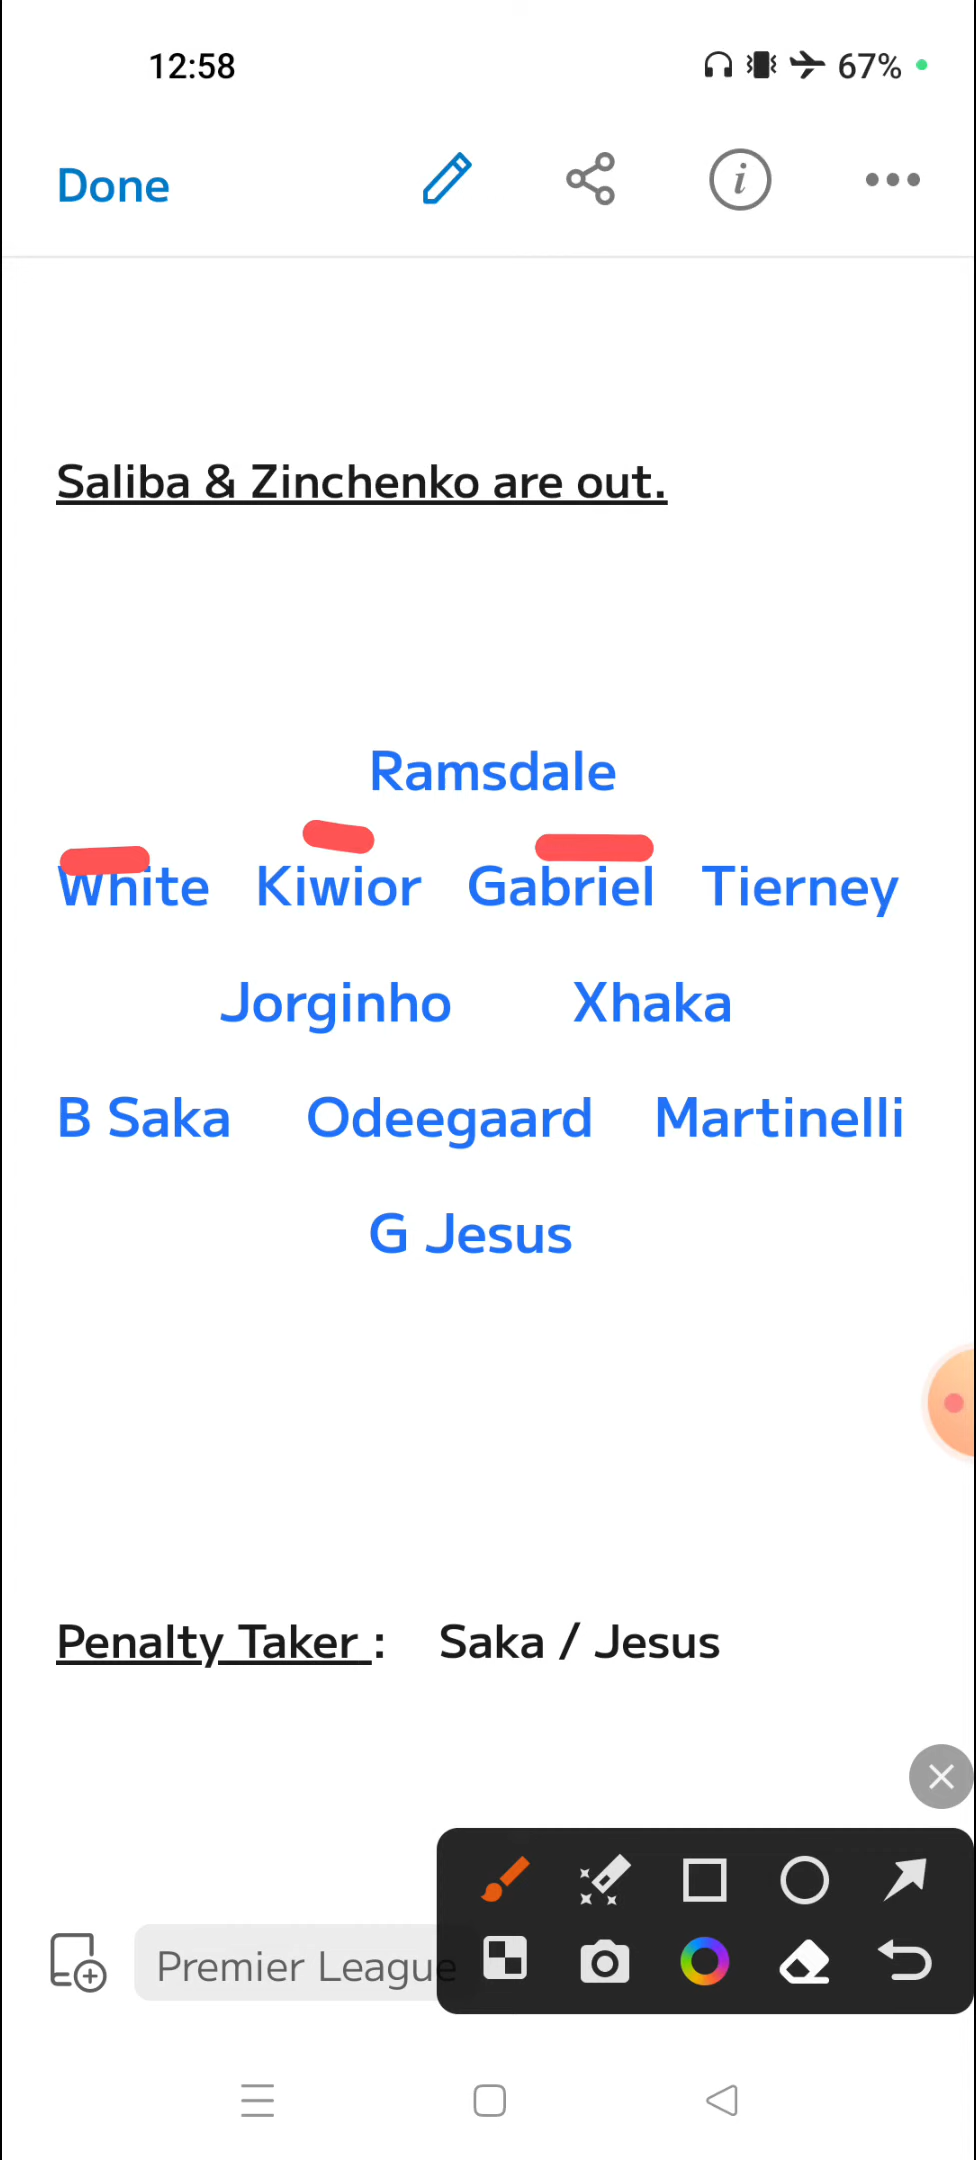 12:58 67%
Done
Saliba & Zinchenko are out.
Ramsdale
White Kiwior Gabriel Tierney
Jorginho Xhaka
B Saka Odeegaard Martinelli
G Jesus
Penalty Taker : Saka / Jesus
Premier League